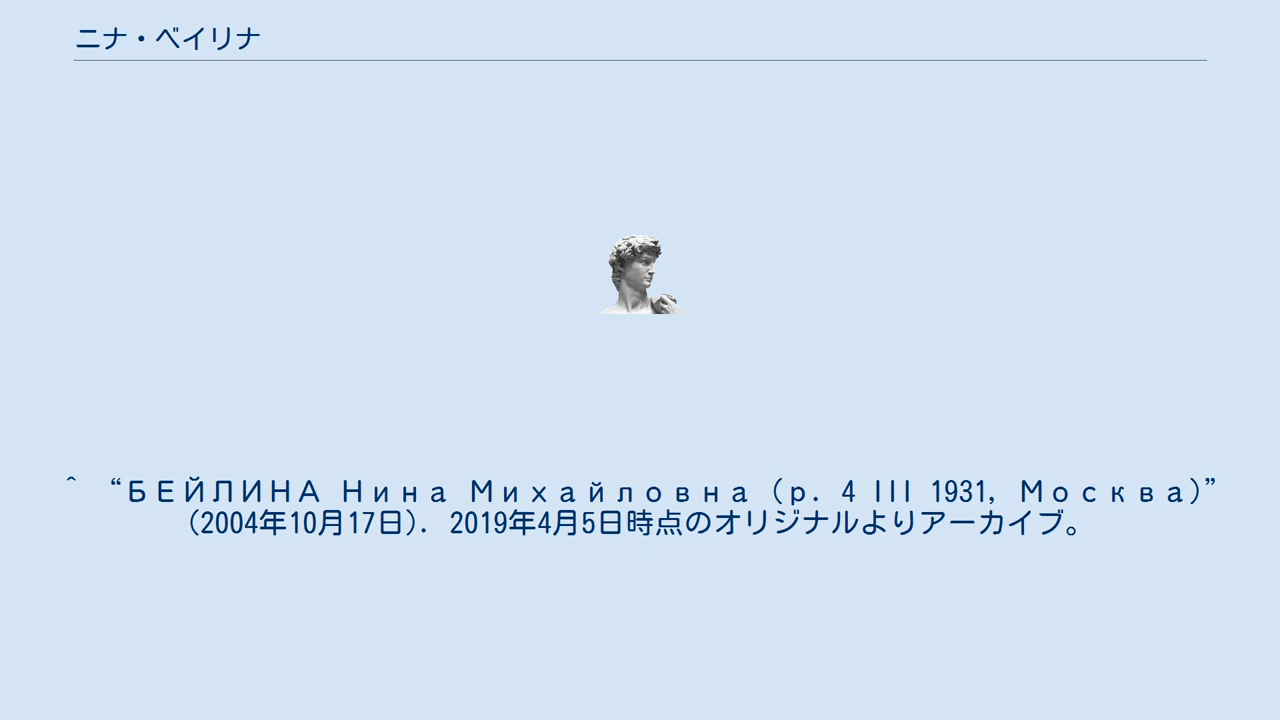 ニナ・ベイリナ
^ “БЕЙЛИНА Нина Михайловна (р. 4 III 1931, Москва)”
(2004年10月17日). 2019年4月5日時点のオリジナルよりアーカイブ。